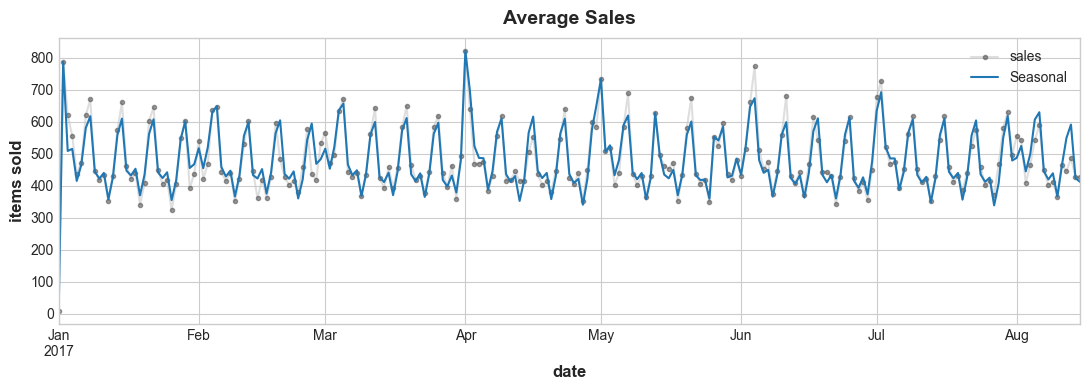 Average Sales
sales
Seasonal
items sold
800
700
600
500
400
300
200
100
0
Jan
2017
Feb
Mar
Apr
May
Jun
Jul
Aug
date